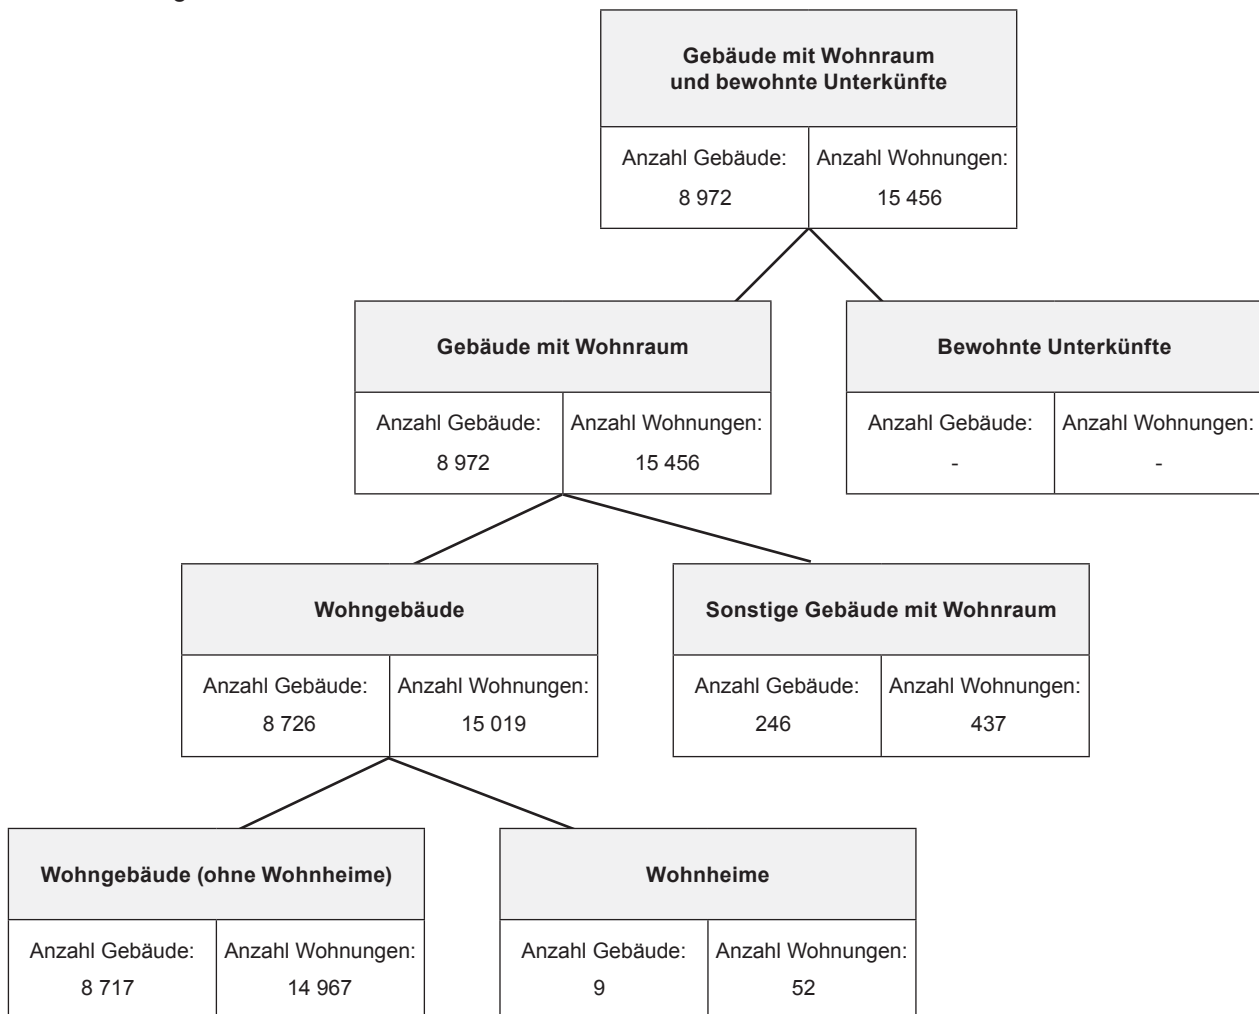 Gebäude mit Wohnraum
und bewohnte Unterkünfte
Anzahl Gebäude: Anzahl Wohnungen:
8 972 15 456
Gebäude mit Wohnraum
Anzahl Gebäude: Anzahl Wohnungen:
8 972 15 456
Bewohnte Unterkünfte
Anzahl Gebäude: Anzahl Wohnungen:
- -
Wohngebäude
Anzahl Gebäude: Anzahl Wohnungen:
8 726 15 019
Sonstige Gebäude mit Wohnraum
Anzahl Gebäude: Anzahl Wohnungen:
246 437
Wohngebäude (ohne Wohnheime)
Anzahl Gebäude: Anzahl Wohnungen:
8 717 14 967
Wohnheime
Anzahl Gebäude: Anzahl Wohnungen:
9 52